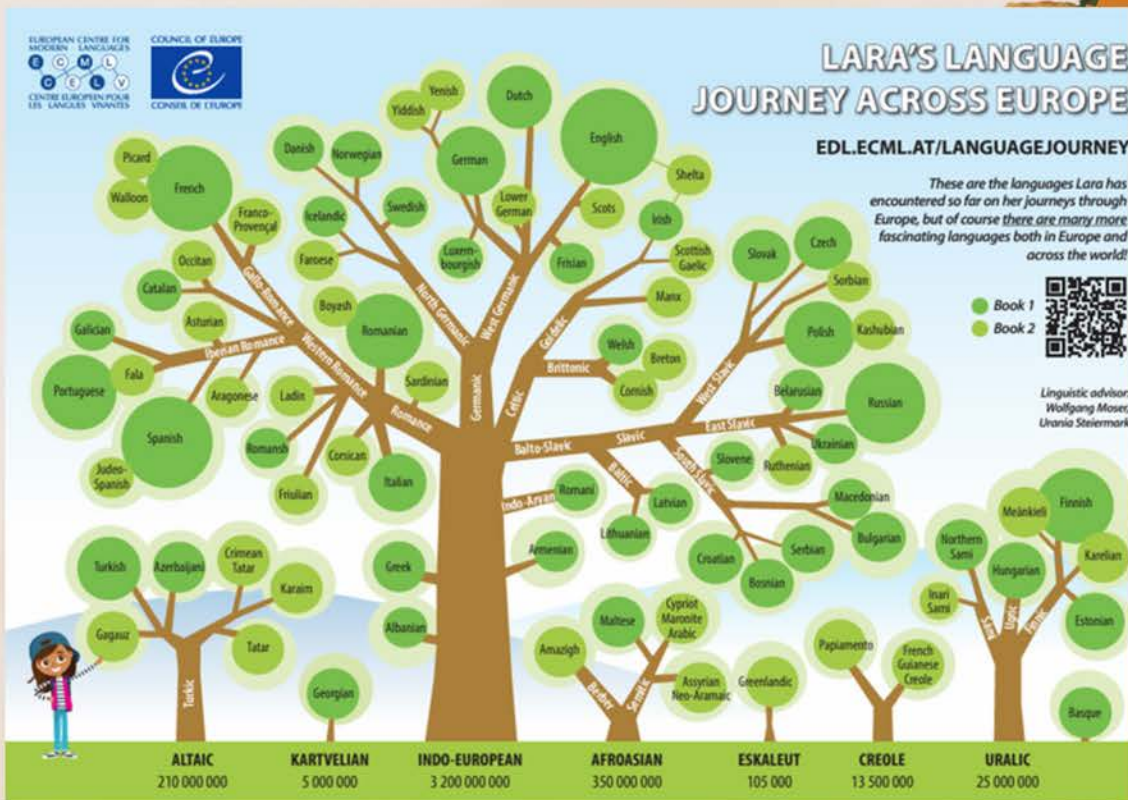 EUROPEAN CENTRE FOR
MODERN LANGUAGES
E C M L
C E L V
CENTRE EUROPEEN POUR
LES LANGUES VIVANTES
COUNCIL OF EUROPE
CONSEIL DE L'EUROPE
LARA'S LANGUAGE
JOURNEY ACROSS EUROPE
EDL.ECML.AT/LANGUAGEJOURNEY
These are the languages Lara has
encountered so far on her journeys through
Europe, but of course there are many more
fascinating languages both in Europe and
across the world!
Book 1
Book 2
Linguistic advisor:
Wolfgang Moser,
Urania Steiermark
Picard
Walloon
French
Franco-
Provençal
Occitan
Catalan
Gallo-Romance
Galician
Asturian
Iberian Romance
Portuguese
Fala
Aragonese
Spanish
Judeo-
Spanish
Western Romance
Boyash
Romanian
Sardinian
Ladin
Romansh
Friulian
Corsican
Italian
Romance
Danish
Norwegian
Icelandic
Swedish
Faroese
North Germanic
Yiddish
Yenish
German
Dutch
Lower
German
Luxem-
bourgish
English
Scots
Frisian
West Germanic
Germanic
Shelta
Irish
Scottish
Gaelic
Manx
Goidelic
Welsh
Breton
Cornish
Brittonic
Celtic
Slovak
Czech
Sorbian
Polish
Kashubian
West Slavic
Belarusian
Russian
Ukrainian
Ruthenian
East Slavic
Slavic
Balto-Slavic
Baltic
Latvian
Lithuanian
South Slavic
Slovene
Macedonian
Bulgarian
Serbian
Bosnian
Croatian
Indo-Aryan
Romani
Armenian
Greek
Albanian
Turkish
Azerbaijani
Crimean
Tatar
Karaim
Gagauz
Tatar
Turkic
Georgian
Amazigh
Maltese
Cypriot
Maronite
Arabic
Assyrian
Neo-Aramaic
Berber
Semitic
Greenlandic
Papiamento
French
Guianese
Creole
Northern
Sami
Inari
Sami
Hungarian
Meänkieli
Finnish
Karelian
Estonian
Sami
Ugric
Finnic
Basque
ALTAIC
210 000 000
KARTVELIAN
5 000 000
INDO-EUROPEAN
3 200 000 000
AFROASIAN
350 000 000
ESKALEUT
105 000
CREOLE
13 500 000
URALIC
25 000 000